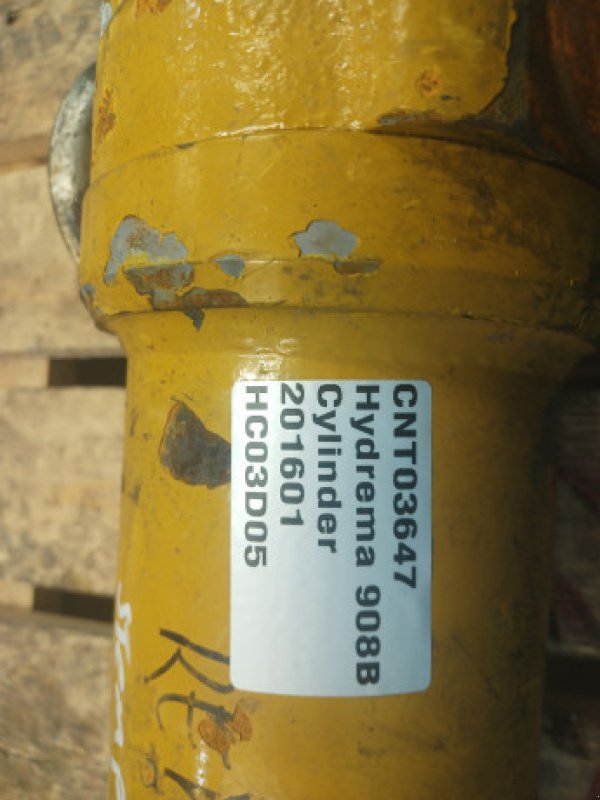 CNT03647
Hydrema 908B
Cylinder
201601
HC03D05